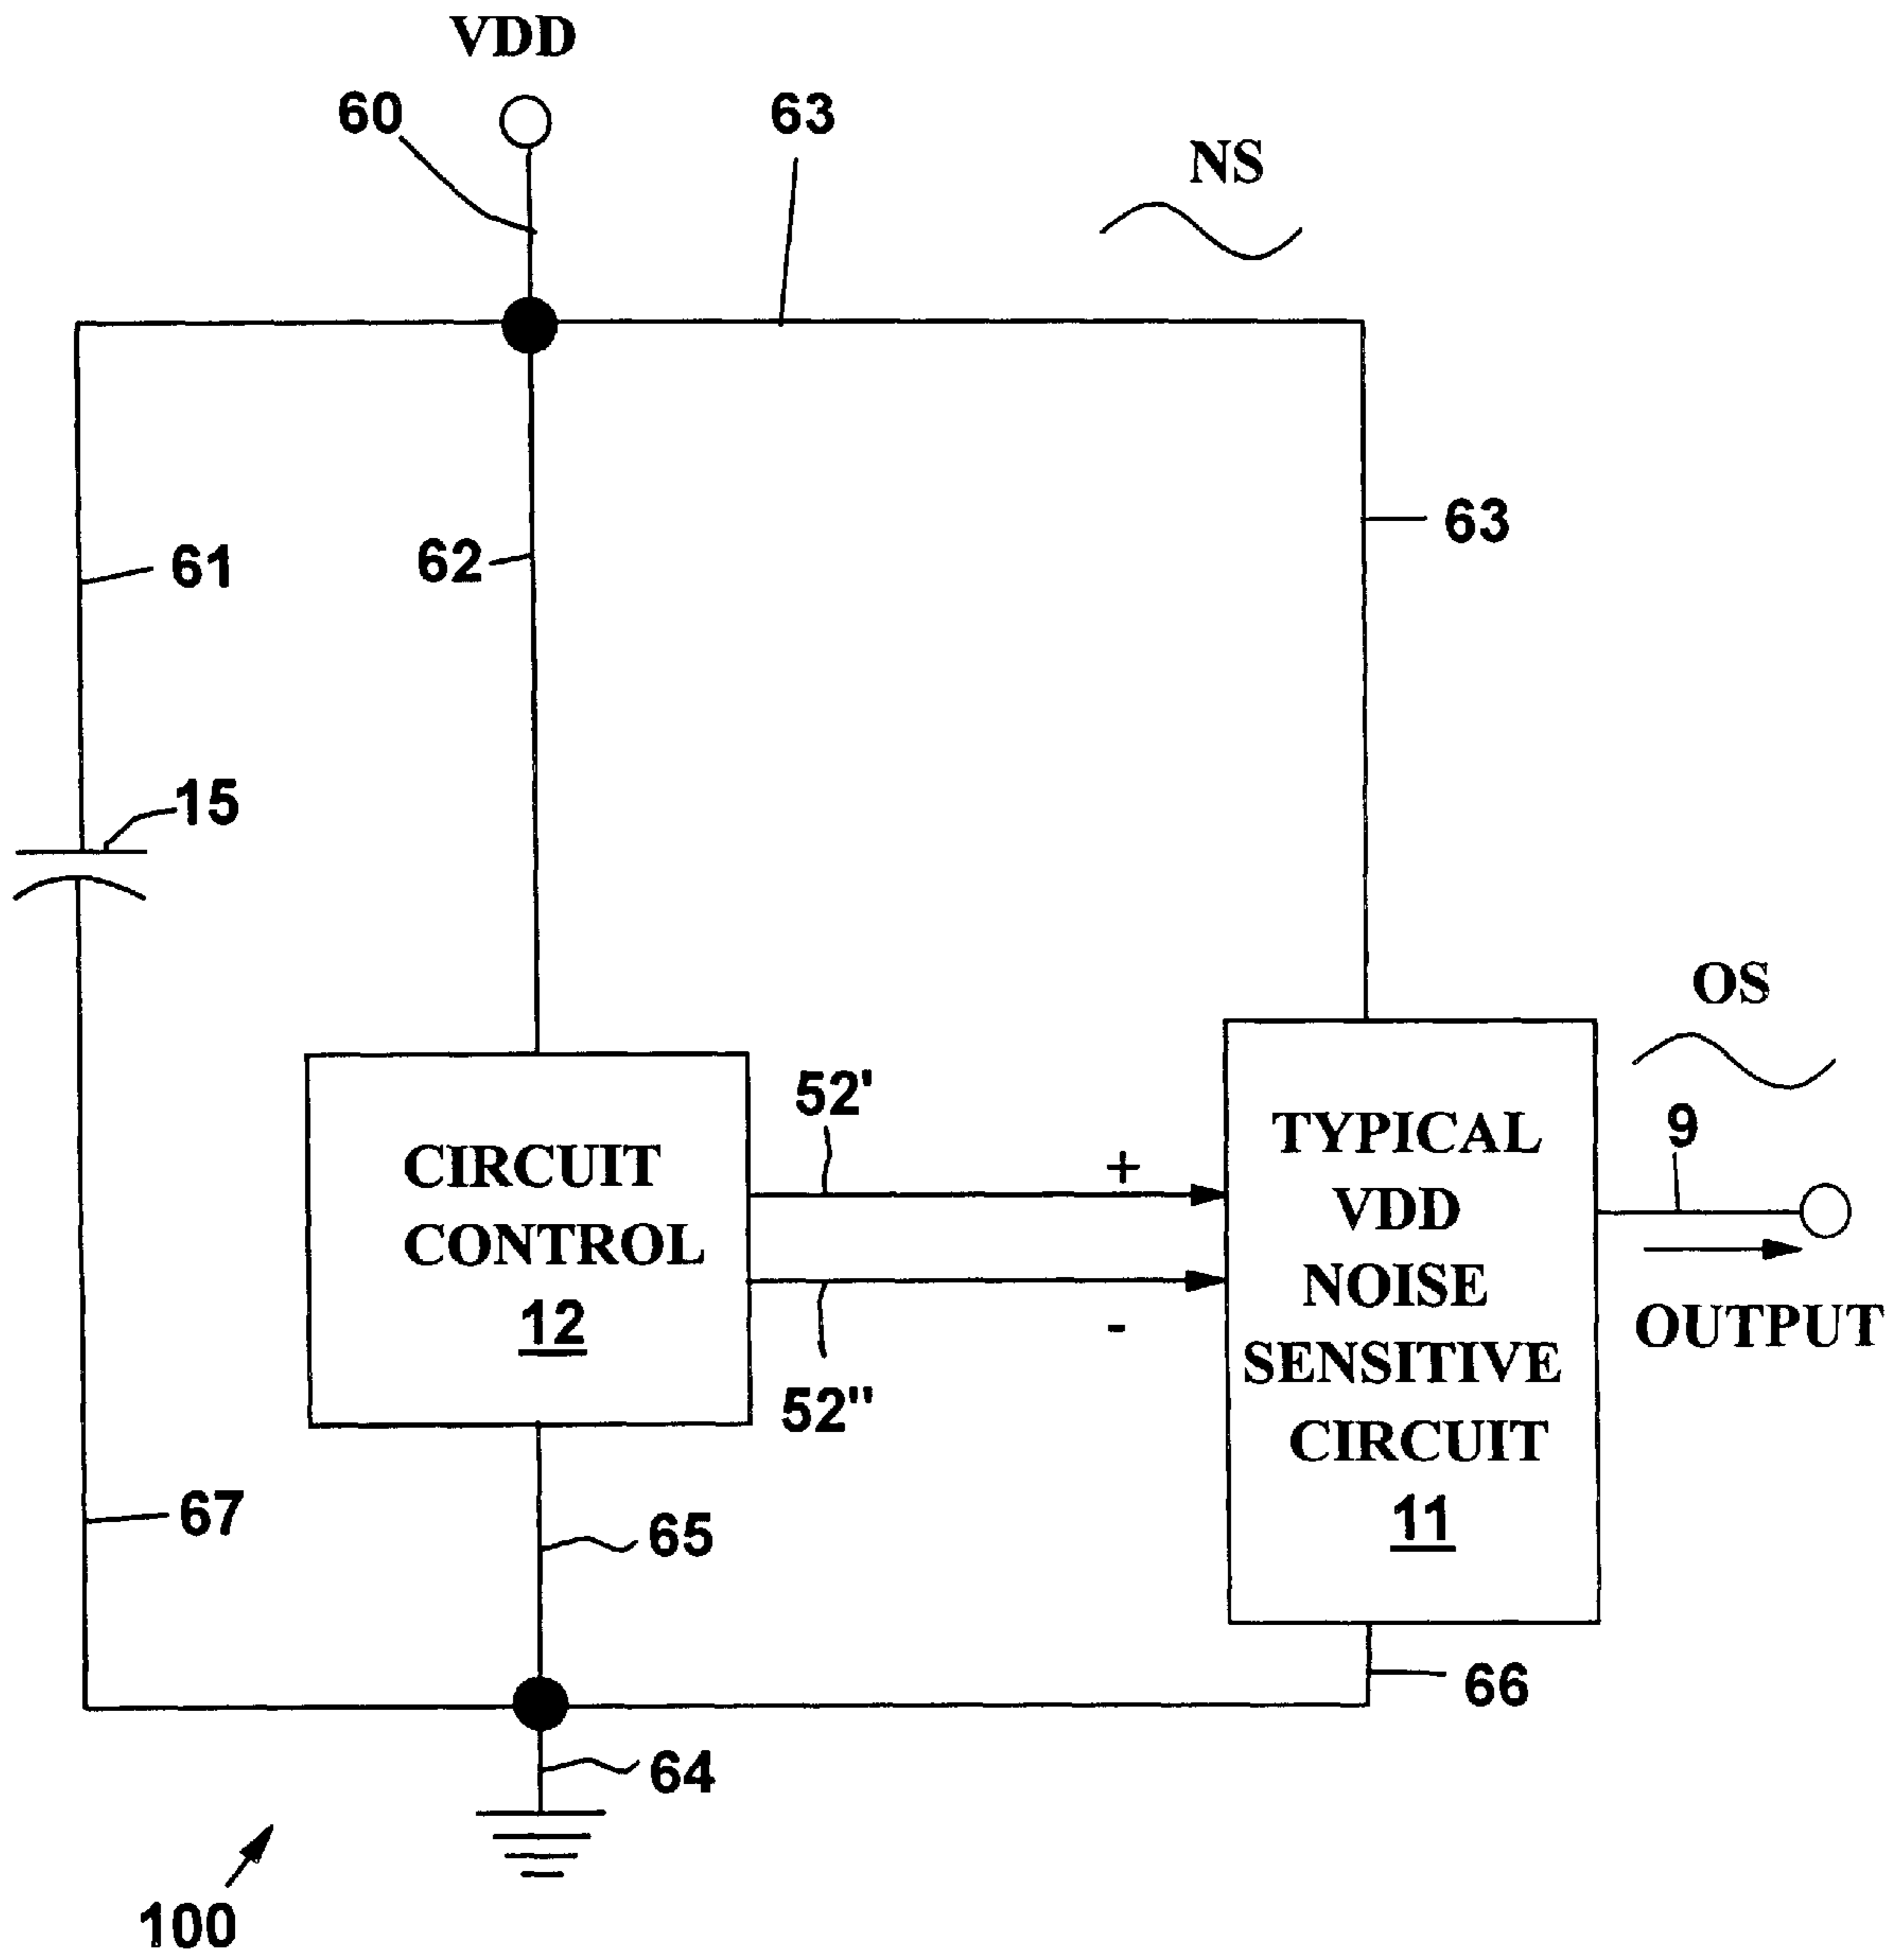 VDD
60
63
NS
63
62
61
15
OS
52'
9
+
TYPICAL
VDD
NOISE
SENSITIVE
CIRCUIT
11
CIRCUIT
CONTROL
12
OUTPUT
-
52"
67
65
66
64
100